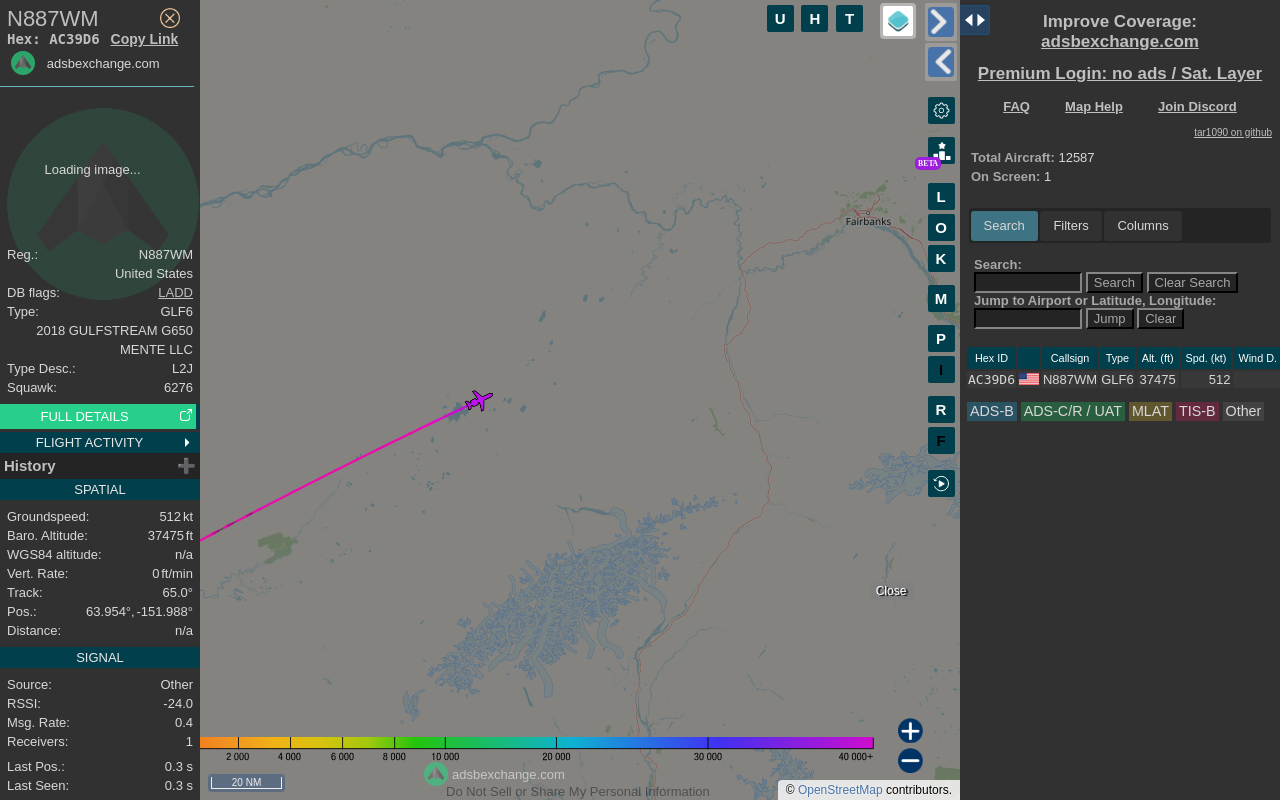 N887WM
Hex: AC39D6 Copy Link
adsbexchange.com
Loading image...
Reg.: N887WM
United States
DB flags: LADD
Type: GLF6
2018 GULFSTREAM G650
MENTE LLC
Type Desc.: L2J
Squawk: 6276
FULL DETAILS
FLIGHT ACTIVITY
History
SPATIAL
Groundspeed: 512 kt
Baro. Altitude: 37475 ft
WGS84 altitude: n/a
Vert. Rate: 0 ft/min
Track: 65.0°
Pos.: 63.954°, -151.988°
Distance: n/a
SIGNAL
Source: Other
RSSI: -24.0
Msg. Rate: 0.4
Receivers: 1
Last Pos.: 0.3 s
Last Seen: 0.3 s
U H T
BETA
L
O
K
M
P
I
R
F
Fairbanks
Close
2 000 4 000 6 000 8 000 10 000 20 000 30 000 40 000+
20 NM
adsbexchange.com
Do Not Sell or Share My Personal Information
© OpenStreetMap contributors.
Improve Coverage:
adsbexchange.com
Premium Login: no ads / Sat. Layer
FAQ Map Help Join Discord
tar1090 on github
Total Aircraft: 12587
On Screen: 1
Search Filters Columns
Search:
Search Clear Search
Jump to Airport or Latitude, Longitude:
Jump Clear
Hex ID Callsign Type Alt. (ft) Spd. (kt) Wind D.
AC39D6 N887WM GLF6 37475 512
ADS-B ADS-C/R / UAT MLAT TIS-B Other